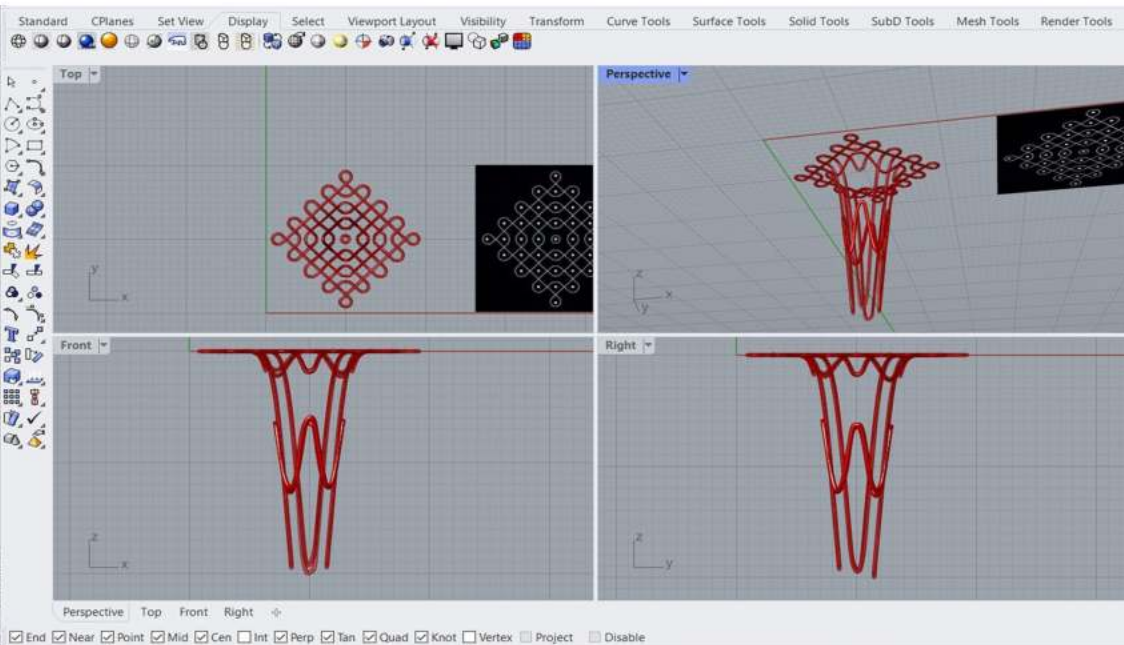 Standard CPlanes Set View Display Select Viewport Layout Visibility Transform Curve Tools Surface Tools Solid Tools SubD Tools Mesh Tools Render Tools
Top
Perspective
y
x
z
x
y
Front
Right
z
x
z
y
Perspective Top Front Right
End Near Point Mid Cen Int Perp Tan Quad Knot Vertex Project Disable